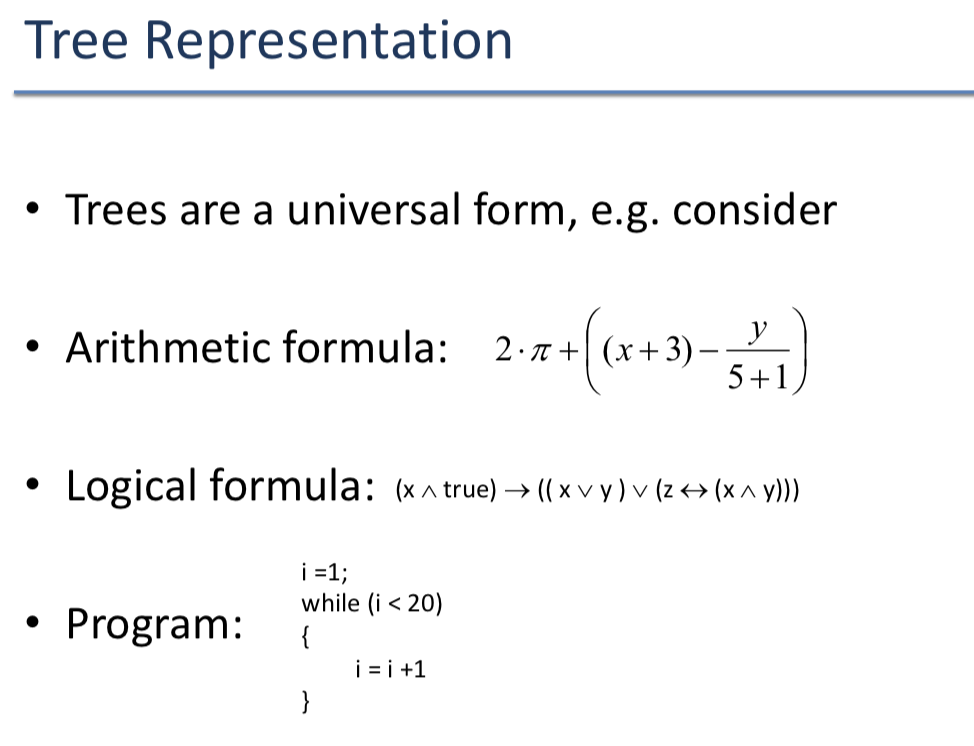 Tree Representation
• Trees are a universal form, e.g. consider
• Arithmetic formula: 2 · π + ( (x + 3) − y / (5 + 1) )
• Logical formula: (x ∧ true) → (( x ∨ y ) ∨ (z ↔ (x ∧ y)))
• Program:
i =1;
while (i < 20)
{
i = i +1
}